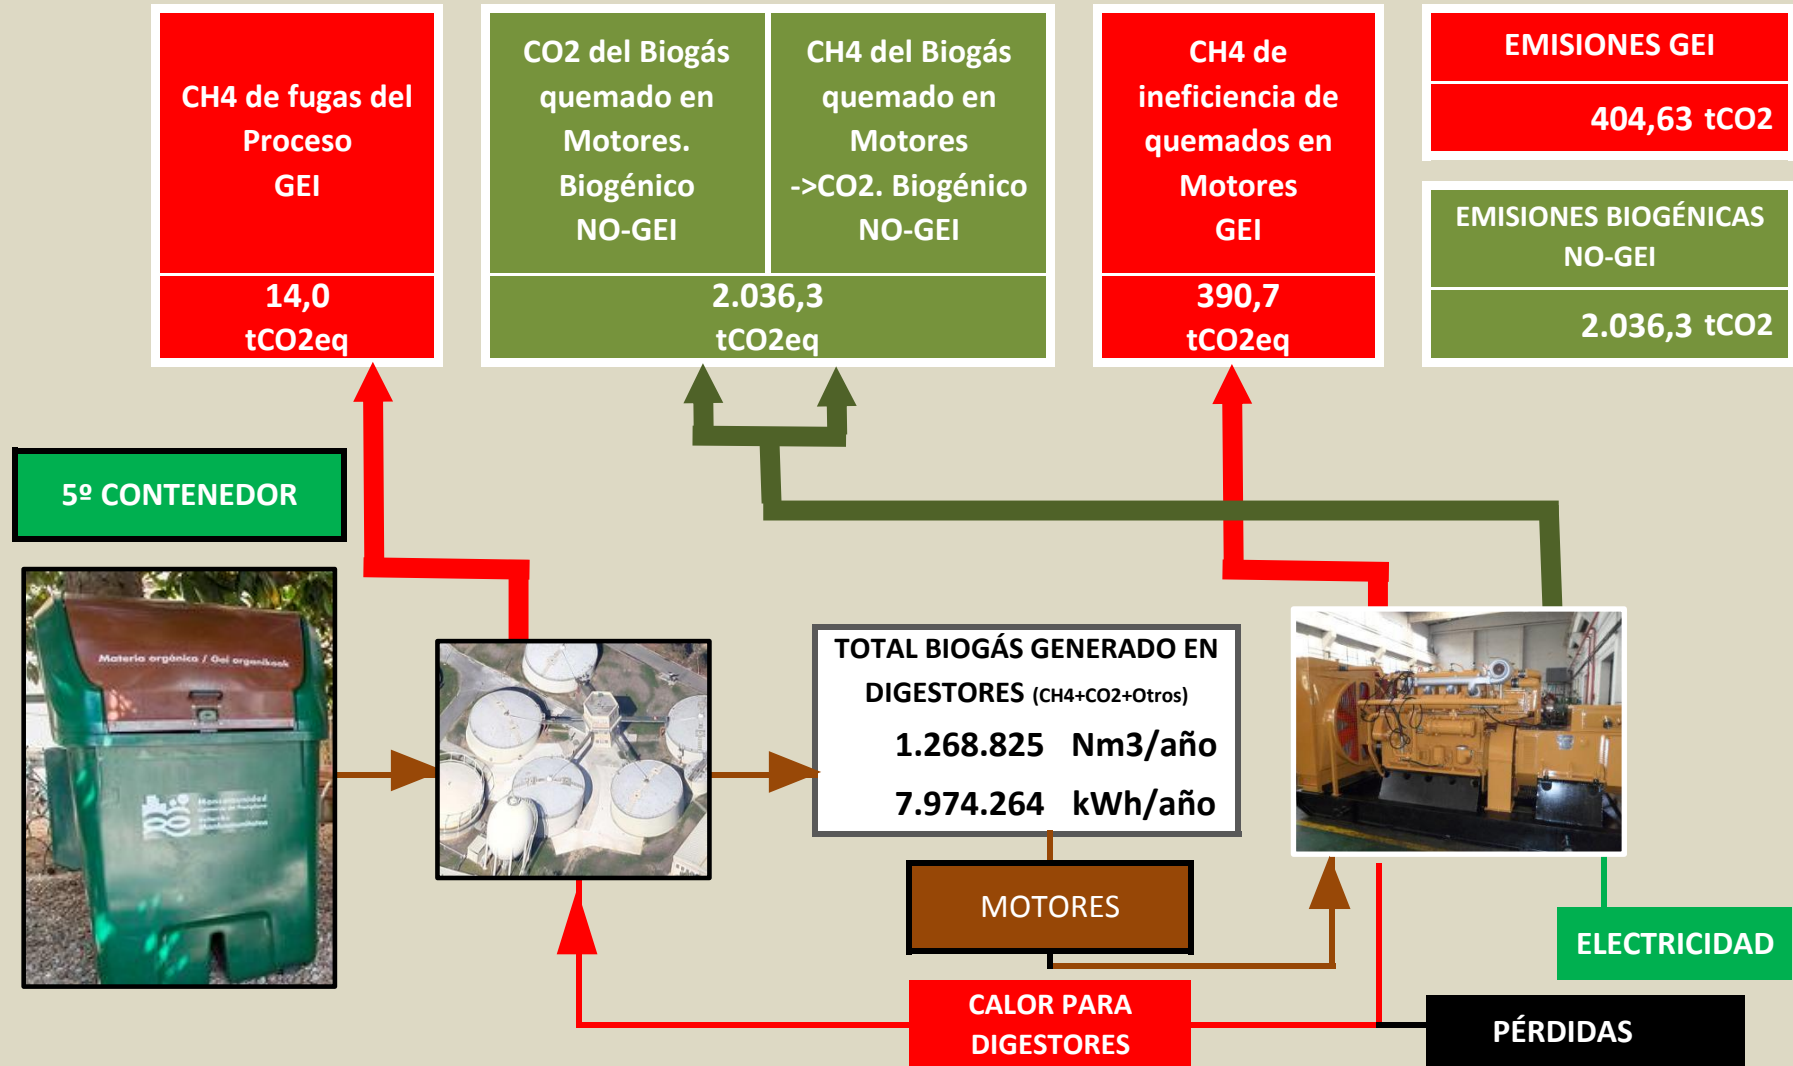 CH4 de fugas del
Proceso
GEI
14,0
tCO2eq
CO2 del Biogás
quemado en
Motores.
Biogénico
NO-GEI
CH4 del Biogás
quemado en
Motores
->CO2. Biogénico
NO-GEI
2.036,3
tCO2eq
CH4 de
ineficiencia de
quemados en
Motores
GEI
390,7
tCO2eq
EMISIONES GEI
404,63 tCO2
EMISIONES BIOGÉNICAS
NO-GEI
2.036,3 tCO2
5º CONTENEDOR
Materia orgánica / Gai organikoak
Mancomunidad
TOTAL BIOGÁS GENERADO EN
DIGESTORES (CH4+CO2+Otros)
1.268.825 Nm3/año
7.974.264 kWh/año
MOTORES
ELECTRICIDAD
CALOR PARA
DIGESTORES
PÉRDIDAS